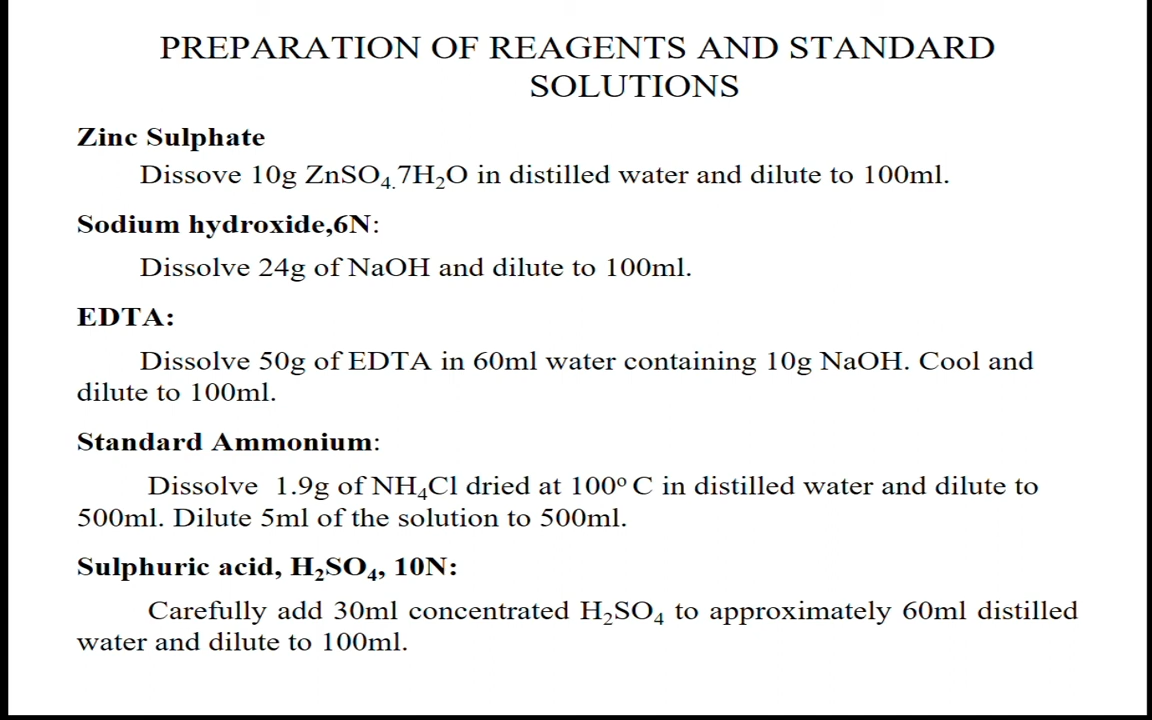 PREPARATION OF REAGENTS AND STANDARD
SOLUTIONS
Zinc Sulphate
Dissove 10g ZnSO₄.7H₂O in distilled water and dilute to 100ml.
Sodium hydroxide,6N:
Dissolve 24g of NaOH and dilute to 100ml.
EDTA:
Dissolve 50g of EDTA in 60ml water containing 10g NaOH. Cool and
dilute to 100ml.
Standard Ammonium:
Dissolve 1.9g of NH₄Cl dried at 100⁰ C in distilled water and dilute to
500ml. Dilute 5ml of the solution to 500ml.
Sulphuric acid, H₂SO₄, 10N:
Carefully add 30ml concentrated H₂SO₄ to approximately 60ml distilled
water and dilute to 100ml.